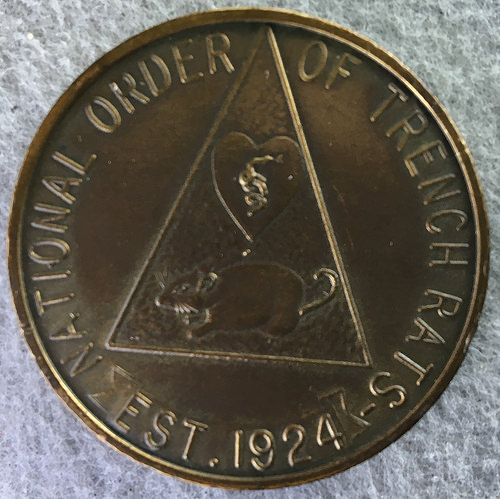 NATIONAL ORDER OF TRENCH RATS
EST. 1924